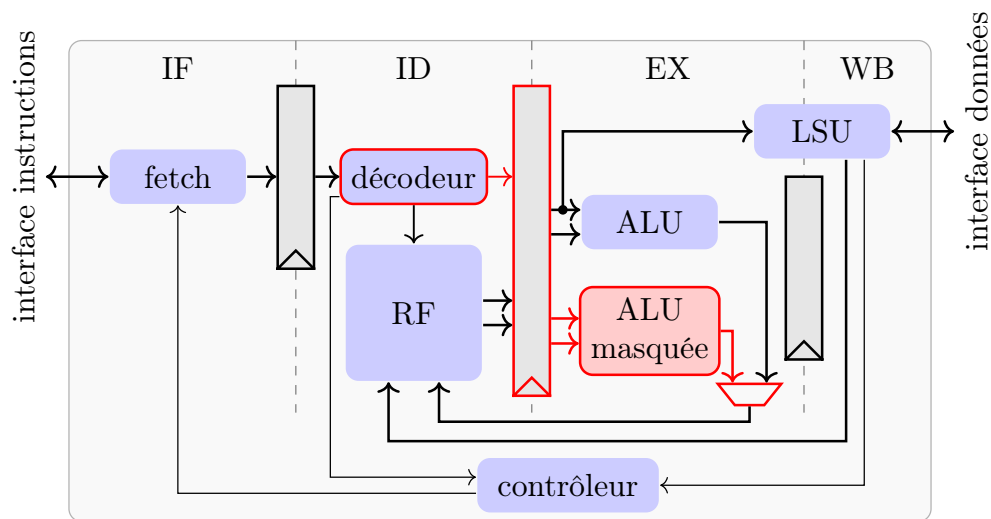 IF
ID
EX
WB
interface instructions
interface données
LSU
fetch
décodeur
ALU
RF
ALU
masquée
contrôleur